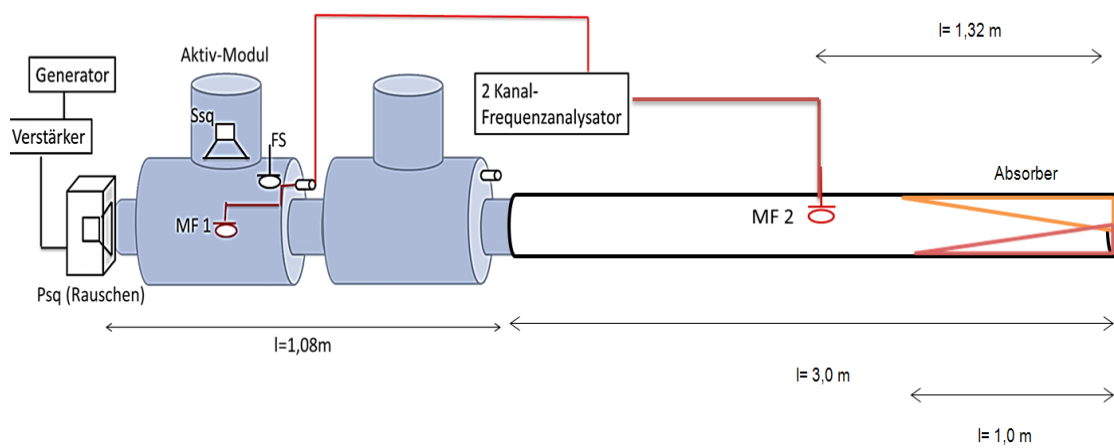 l= 1,32 m
Aktiv-Modul
Generator
2 Kanal-
Frequenzanalysator
Ssq
Verstärker
FS
Absorber
MF 1
MF 2
Psq (Rauschen)
l=1,08m
l= 3,0 m
l= 1,0 m